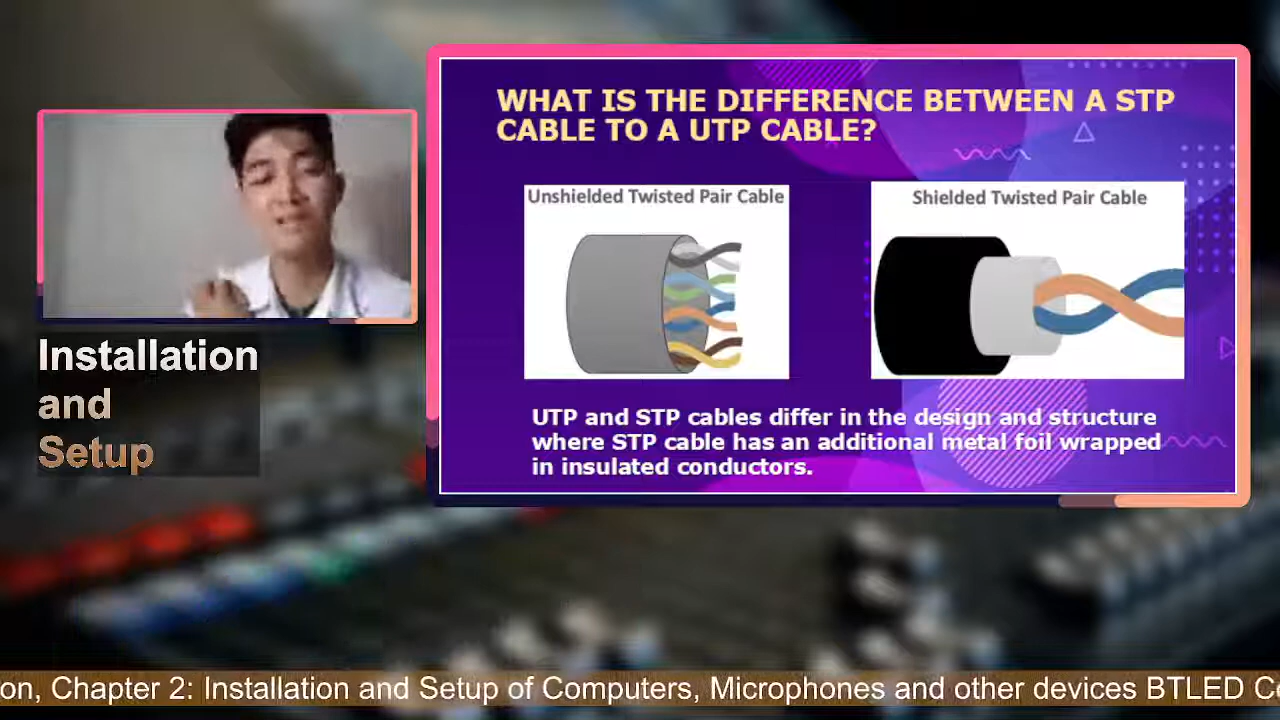 WHAT IS THE DIFFERENCE BETWEEN A STP
CABLE TO A UTP CABLE?
Unshielded Twisted Pair Cable
Shielded Twisted Pair Cable
UTP and STP cables differ in the design and structure
where STP cable has an additional metal foil wrapped
in insulated conductors.
Installation
and
Setup
on, Chapter 2: Installation and Setup of Computers, Microphones and other devices BTLED